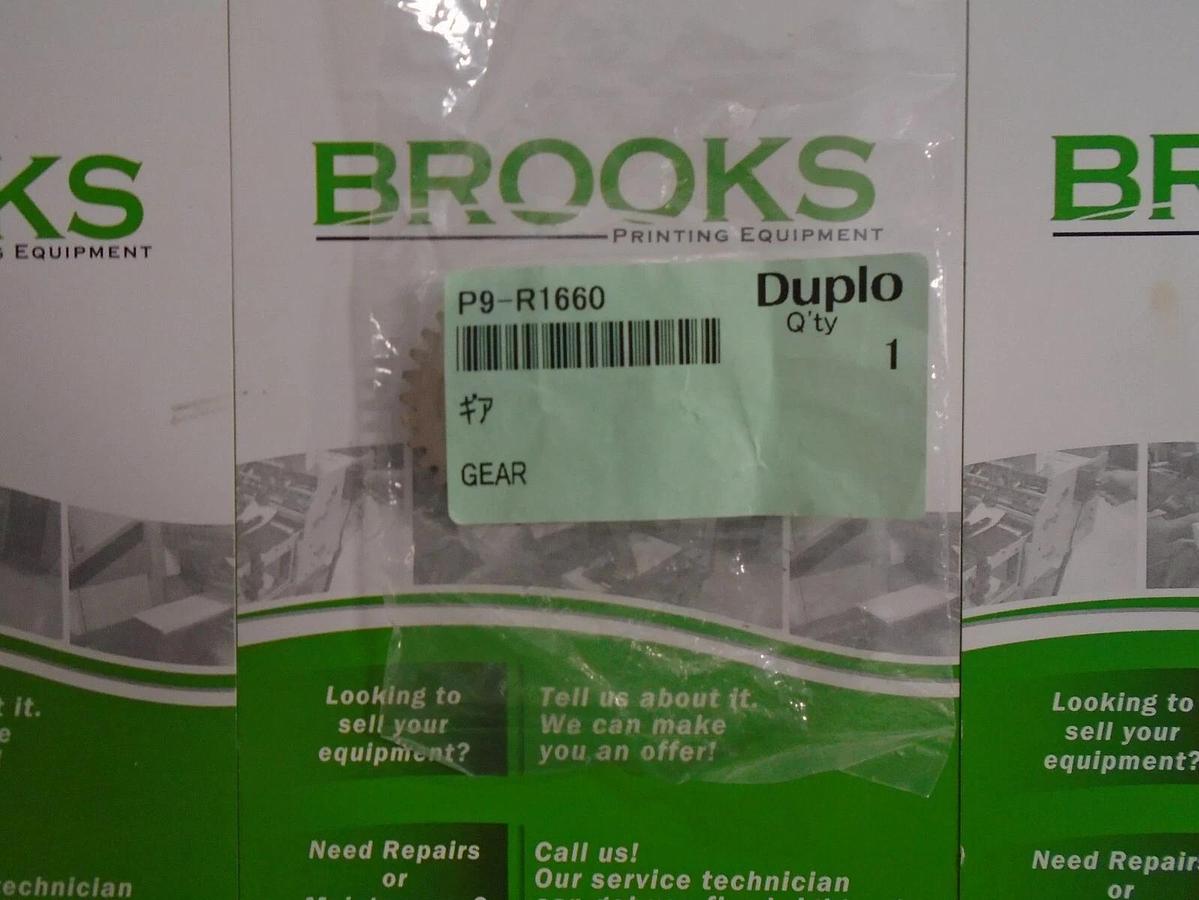 KS
EQUIPMENT
BROOKS
PRINTING EQUIPMENT
BR
P9-R1660
Duplo
Q'ty
1
ｷﾞｱ
GEAR
it.
Looking to
sell your
equipment?
Tell us about it.
We can make
you an offer!
Looking to
sell your
equipment?
technician
Need Repairs
or
Call us!
Our service technician
Need Repairs
or